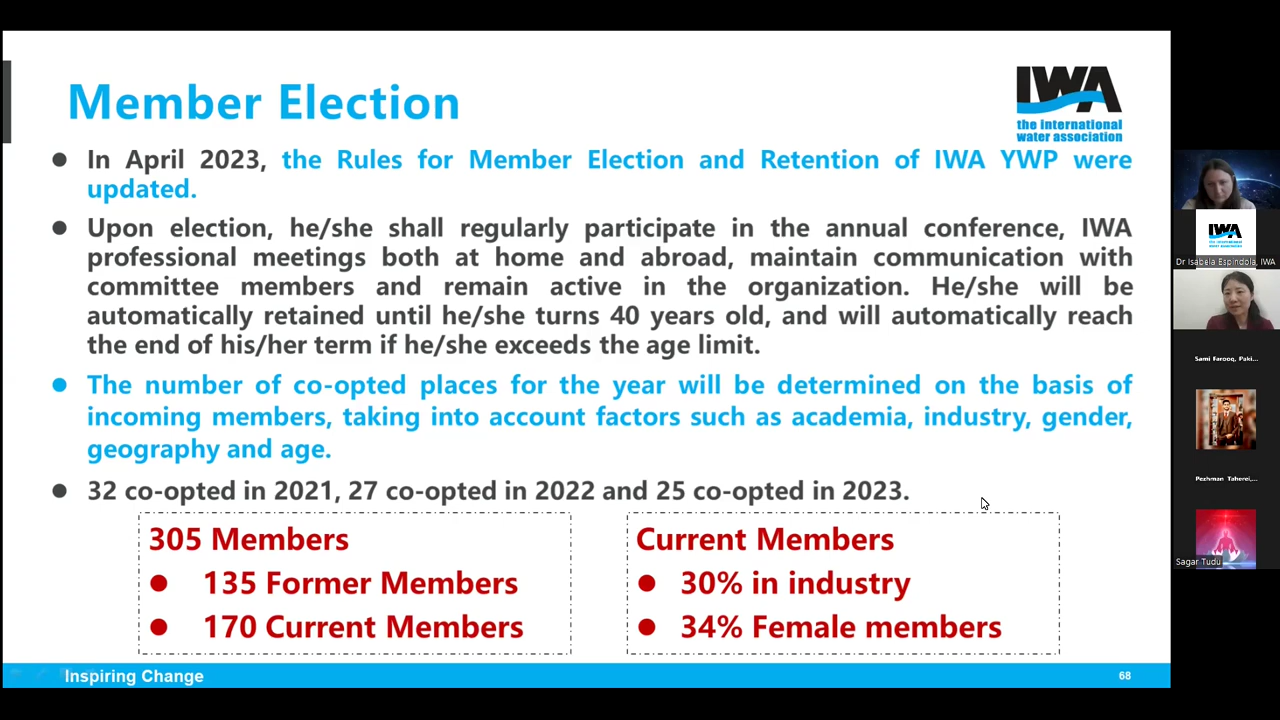 Member Election
IWA
the international
water association
● In April 2023, the Rules for Member Election and Retention of IWA YWP were
updated.
● Upon election, he/she shall regularly participate in the annual conference, IWA
professional meetings both at home and abroad, maintain communication with
committee members and remain active in the organization. He/she will be
automatically retained until he/she turns 40 years old, and will automatically reach
the end of his/her term if he/she exceeds the age limit.
● The number of co-opted places for the year will be determined on the basis of
incoming members, taking into account factors such as academia, industry, gender,
geography and age.
● 32 co-opted in 2021, 27 co-opted in 2022 and 25 co-opted in 2023.
305 Members
● 135 Former Members
● 170 Current Members
Current Members
● 30% in industry
● 34% Female members
Inspiring Change
68
IWA
Dr Isabela Espindola, IWA
Sami Farooq, Paki...
Pezhman Taherei,...
Sagar Tudu